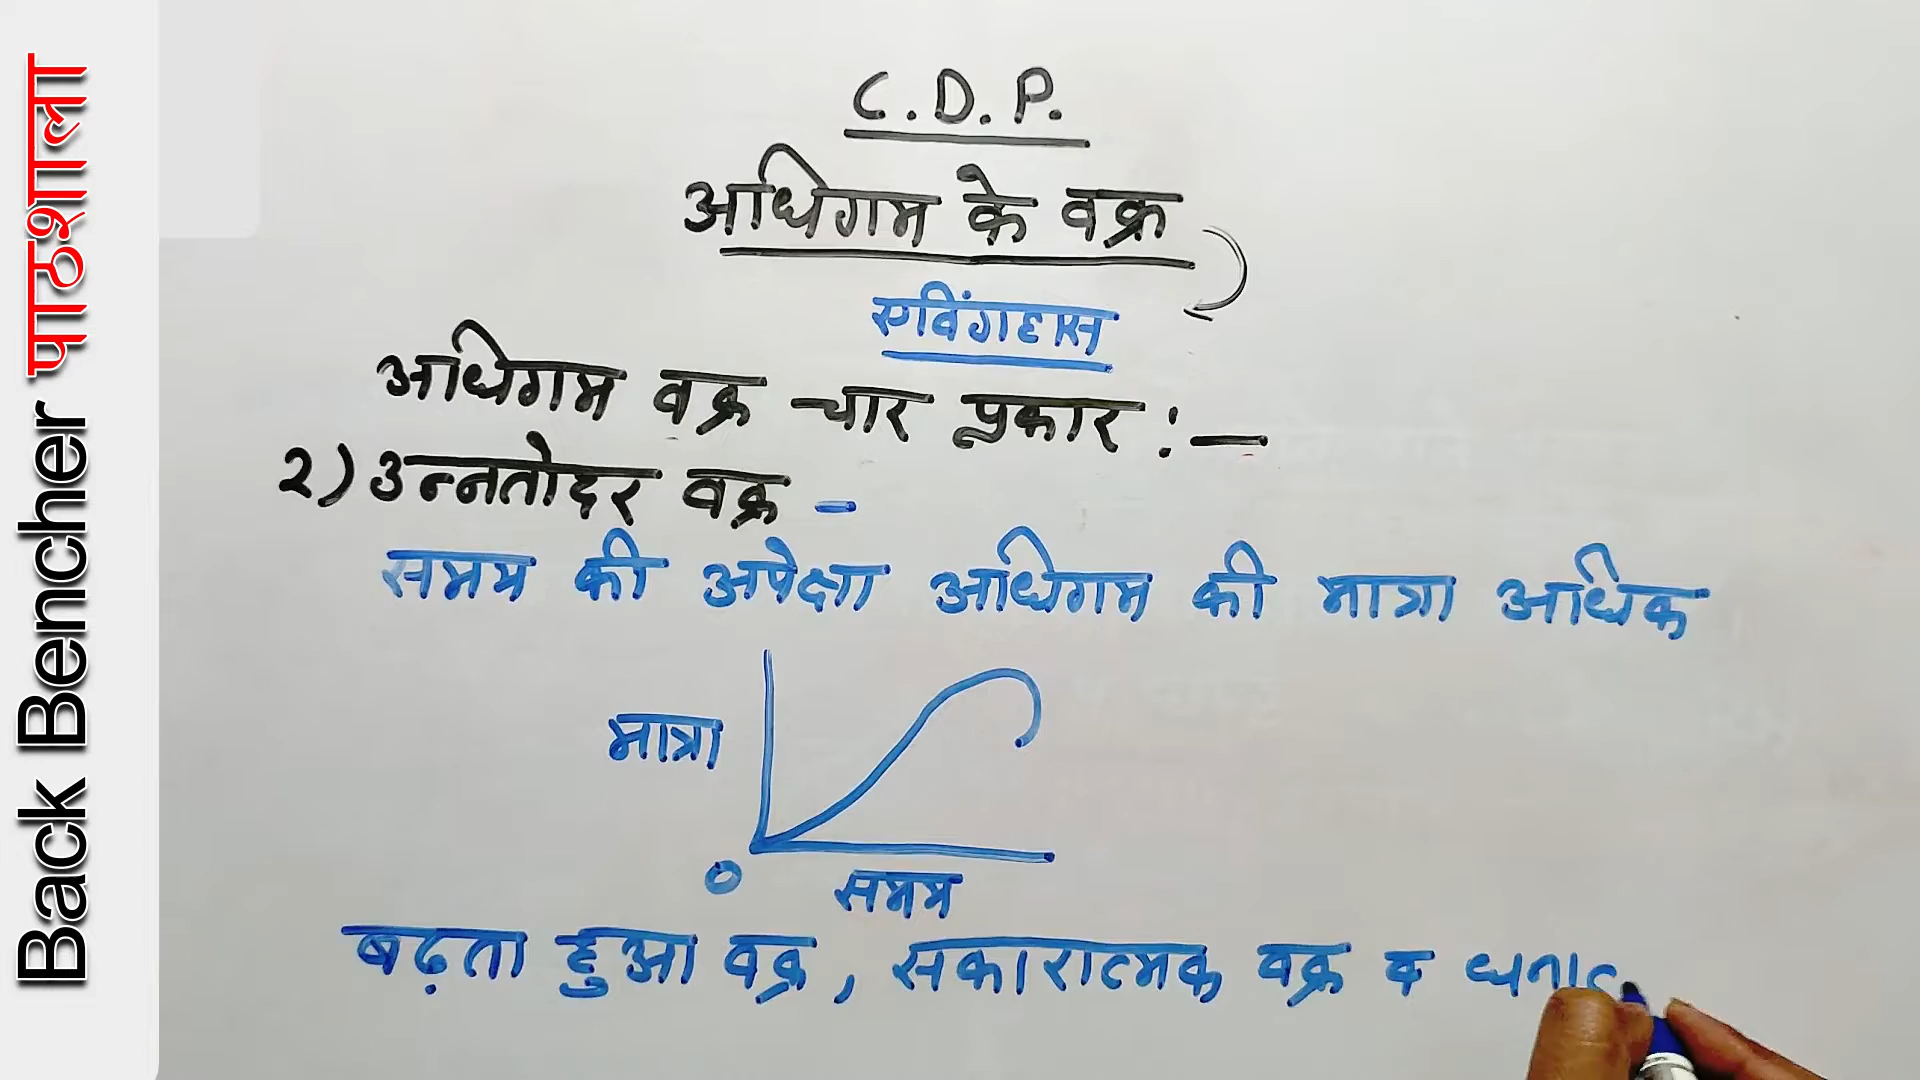 Back Bencher पाठशाला
C.D.P.
अधिगम के वक्र
एविंगहास
अधिगम वक्र चार प्रकार :—
2) उन्नतोदर वक्र -
समय की अपेक्षा अधिगम की मात्रा अधिक
मात्रा
0
समय
बढ़ता हुआ वक्र, सकारात्मक वक्र व